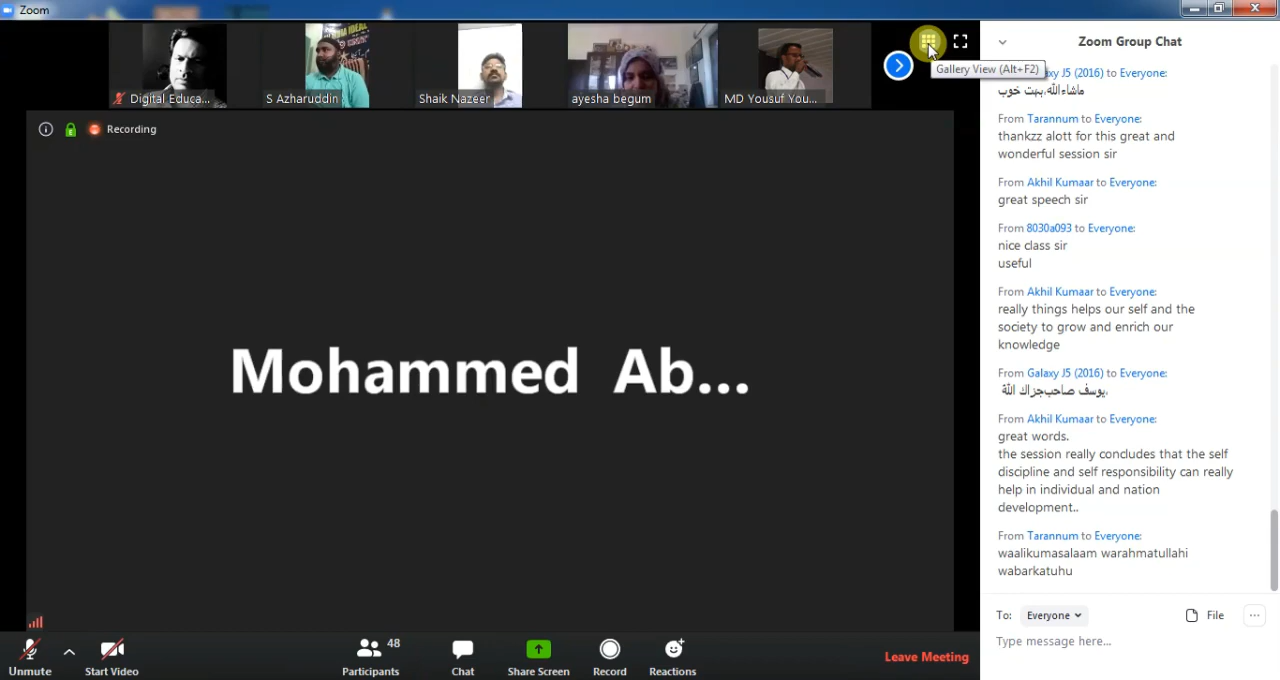 Zoom
Digital Educa...
S Azharuddin
Shaik Nazeer
ayesha begum
MD Yousuf You...
Gallery View (Alt+F2)
Recording
Mohammed Ab...
Unmute
Start Video
48
Participants
Chat
Share Screen
Record
Reactions
Leave Meeting
Zoom Group Chat
axy J5 (2016) to Everyone:
ماشاءاللہ،بہت خوب
From Tarannum to Everyone:
thankzz alott for this great and
wonderful session sir
From Akhil Kumaar to Everyone:
great speech sir
From 8030a093 to Everyone:
nice class sir
useful
From Akhil Kumaar to Everyone:
really things helps our self and the
society to grow and enrich our
knowledge
From Galaxy J5 (2016) to Everyone:
یوسف صاحب جزاك اللّٰہ،
From Akhil Kumaar to Everyone:
great words.
the session really concludes that the self
discipline and self responsibility can really
help in individual and nation
development..
From Tarannum to Everyone:
waalikumasalaam warahmatullahi
wabarkatuhu
To: Everyone
File
Type message here...